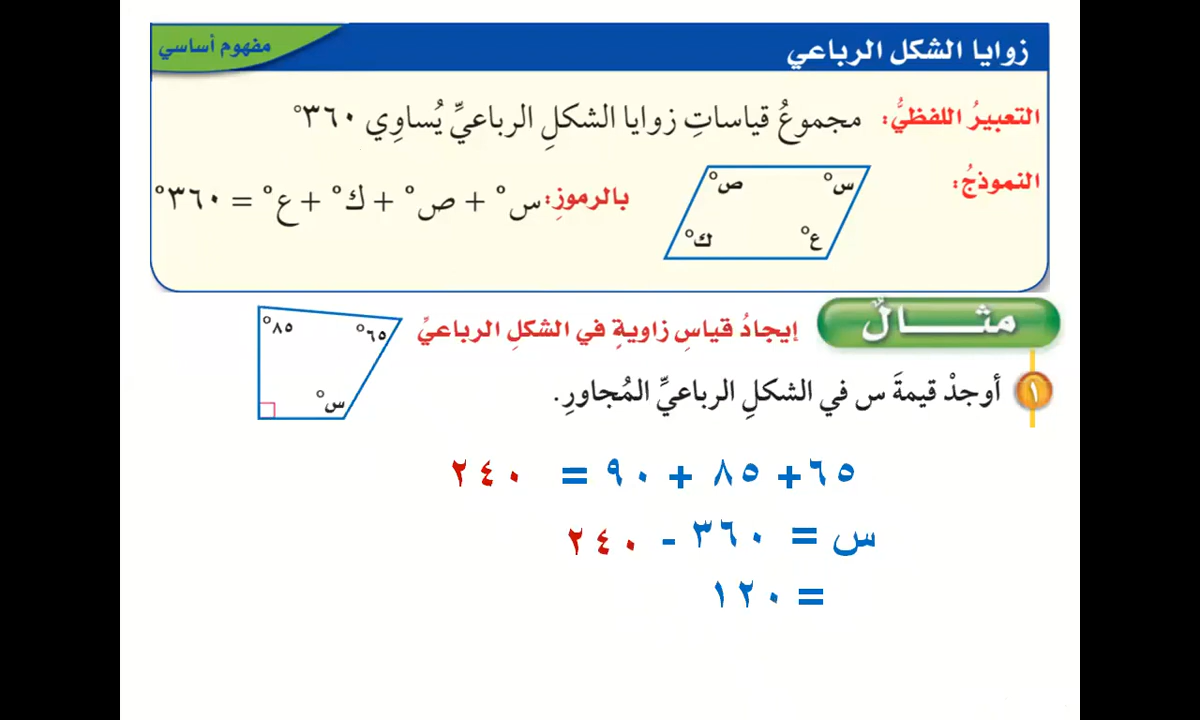 زوايا الشكل الرباعي
مفهوم أساسي
التعبيرُ اللفظيُّ: مجموعُ قياساتِ زوايا الشكلِ الرباعيِّ يُساوِي ٣٦٠°
النموذجُ:
س°
ص°
ع°
ك°
بالرموزِ: س° + ص° + ك° + ع° = ٣٦٠°
مثـــال
إيجادُ قياسِ زاويةٍ في الشكلِ الرباعيِّ
٨٥°
٦٥°
س°
١
أوجدْ قيمةَ س في الشكلِ الرباعيِّ المُجاورِ.
٦٥+ ٨٥ + ٩٠ = ٢٤٠
س = ٣٦٠ - ٢٤٠
= ١٢٠